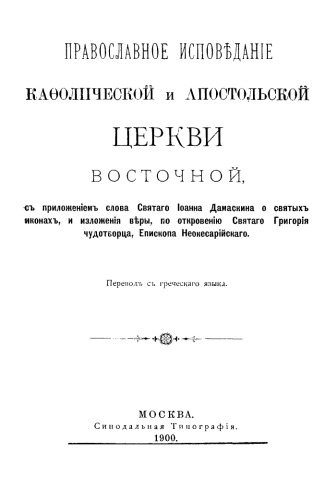 ПРАВОСЛАВНОЕ ИСПОВѢДАНІЕ
КАѲОЛИЧЕСКОЙ и АПОСТОЛЬСКОЙ
ЦЕРКВИ
ВОСТОЧНОЙ,
съ приложеніемъ слова Святаго Іоанна Дамаскина о святыхъ
иконахъ, и изложенія вѣры, по откровенію Святаго Григорія
чудотворца, Епископа Неокесарійскаго.
Переводъ съ греческаго языка.
МОСКВА.
Синодальная Типографія.
1900.